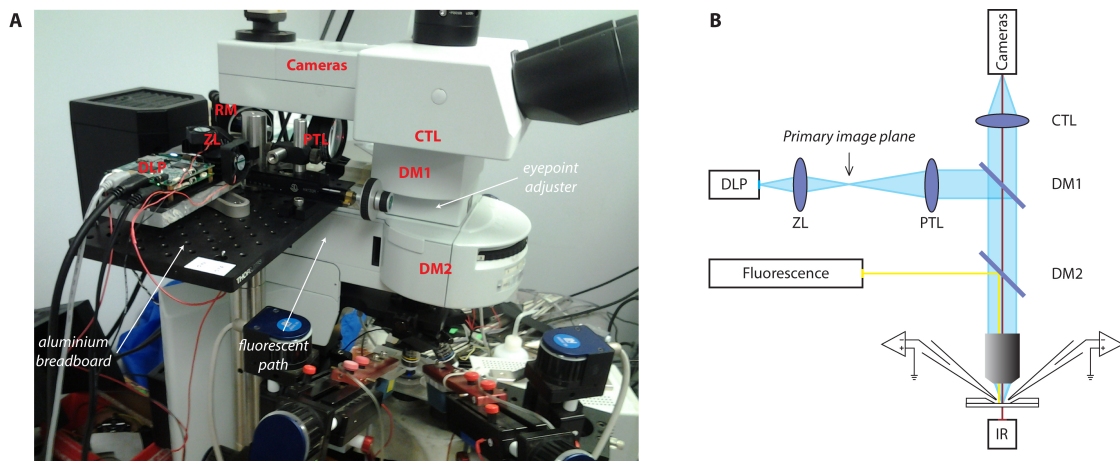 A
Cameras
RM
ZL
PTL
CTL
DLP
DM1
eyepoint
adjuster
DM2
THORLABS
aluminium
breadboard
fluorescent
path
B
Cameras
CTL
Primary image plane
DLP
DM1
ZL
PTL
Fluorescence
DM2
IR